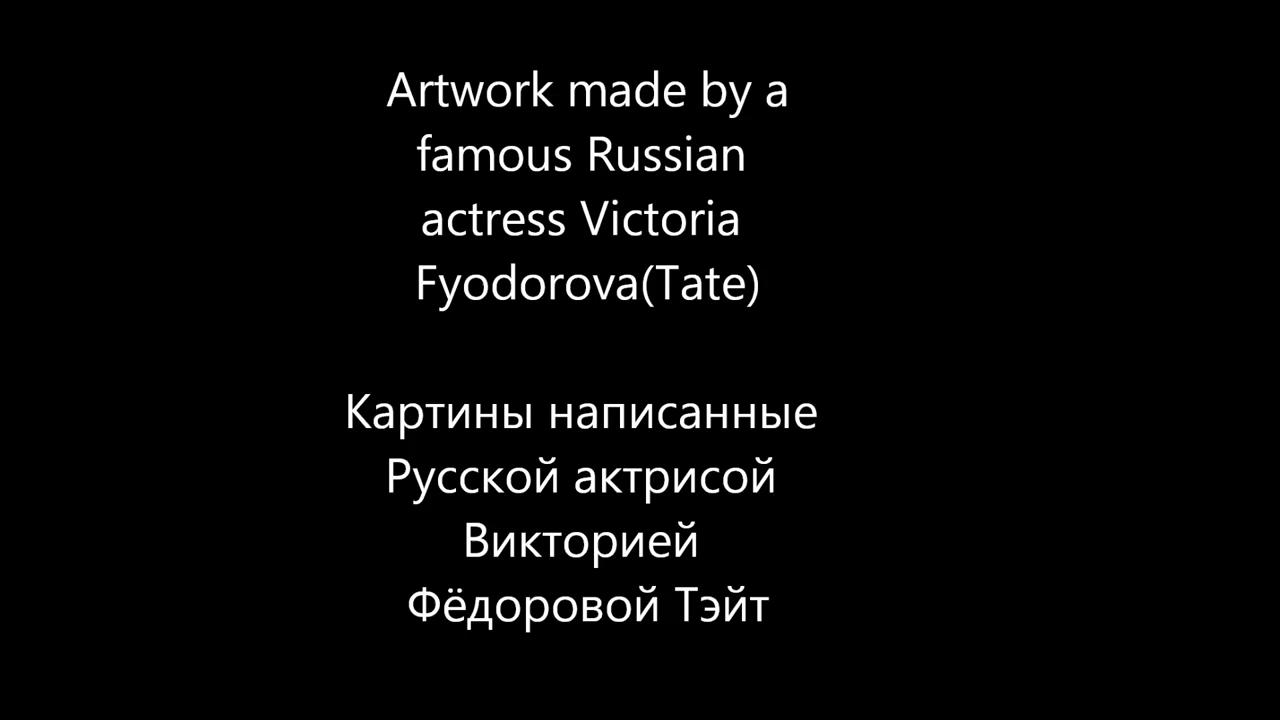 Artwork made by a
famous Russian
actress Victoria
Fyodorova(Tate)
Картины написанные
Русской актрисой
Викторией
Фёдоровой Тэйт